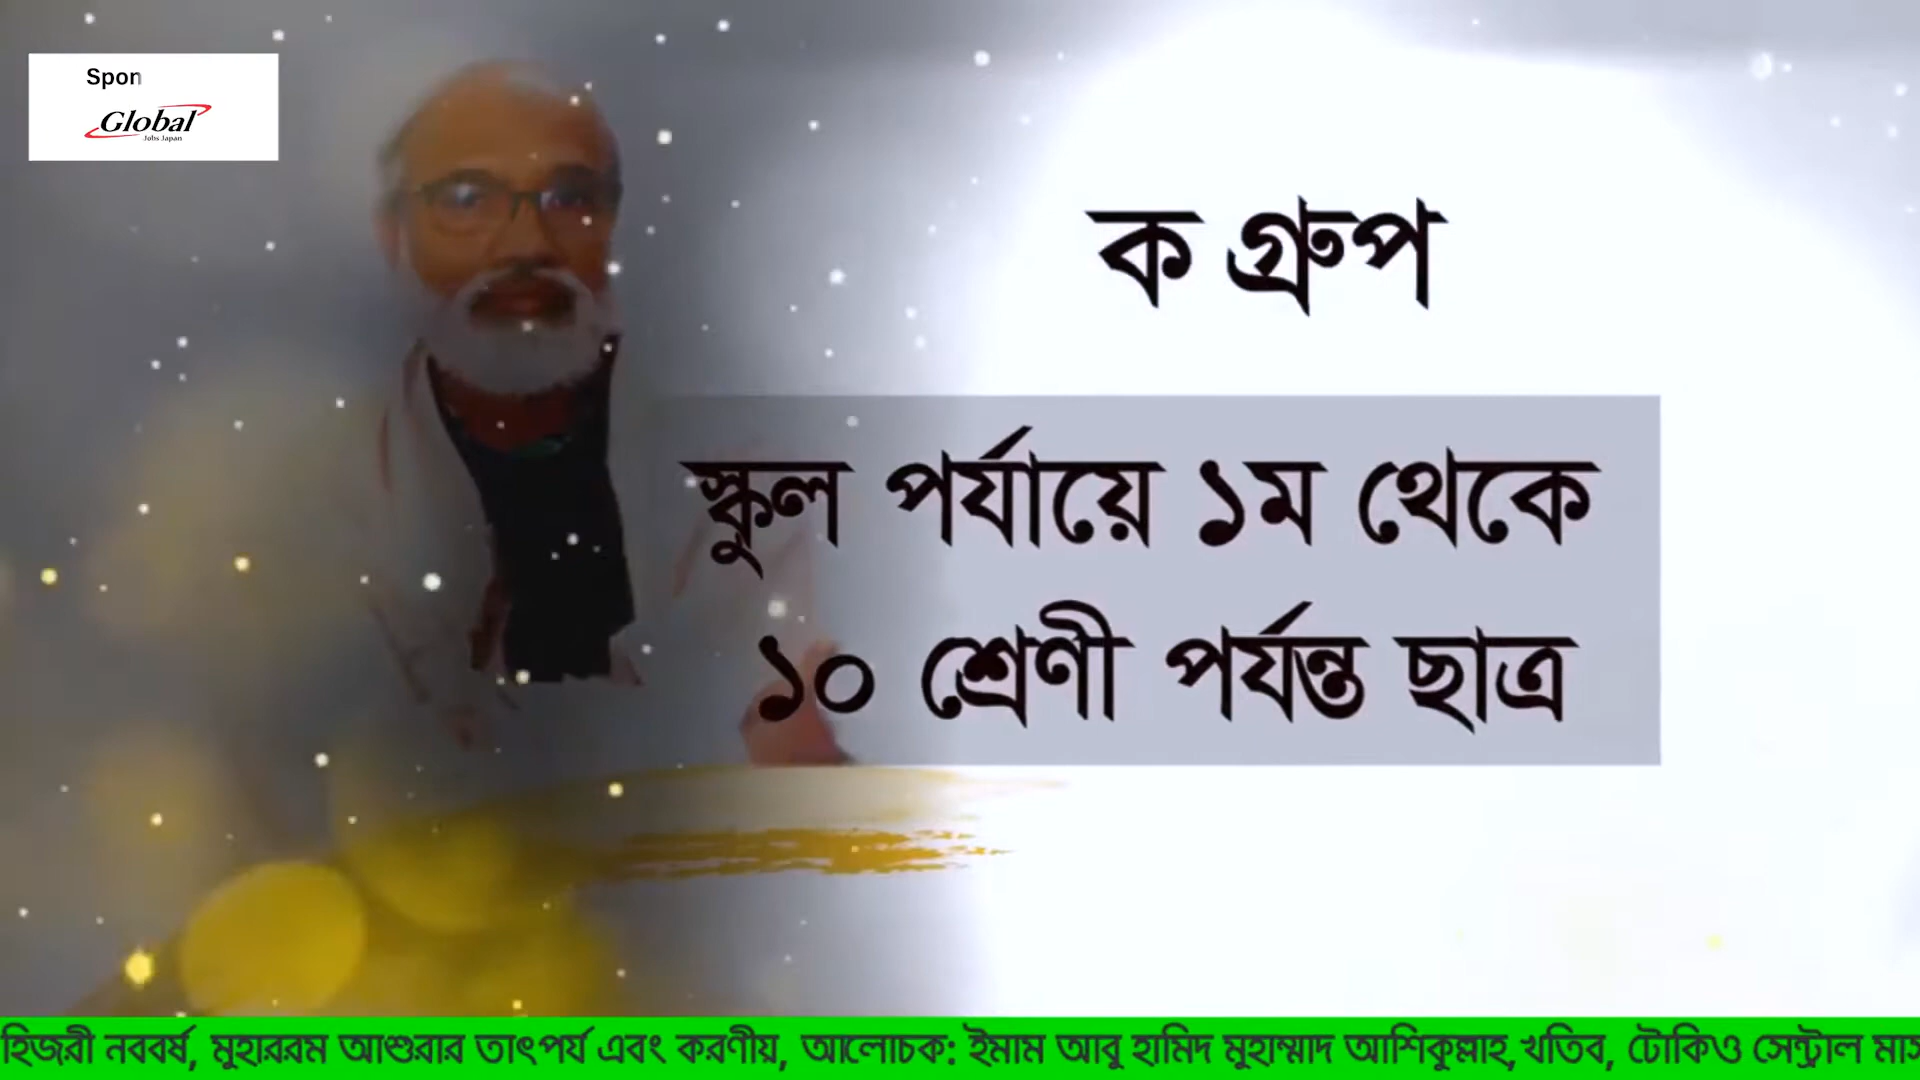 Spon
Global
Jobs Japan
ক গ্রুপ
স্কুল পর্যায়ে ১ম থেকে
১০ শ্রেণী পর্যন্ত ছাত্র
হিজরী নববর্ষ, মুহাররম আশুরার তাৎপর্য এবং করণীয়, আলোচক: ইমাম আবু হামিদ মুহাম্মাদ আশিকুল্লাহ,খতিব, টোকিও সেন্ট্রাল